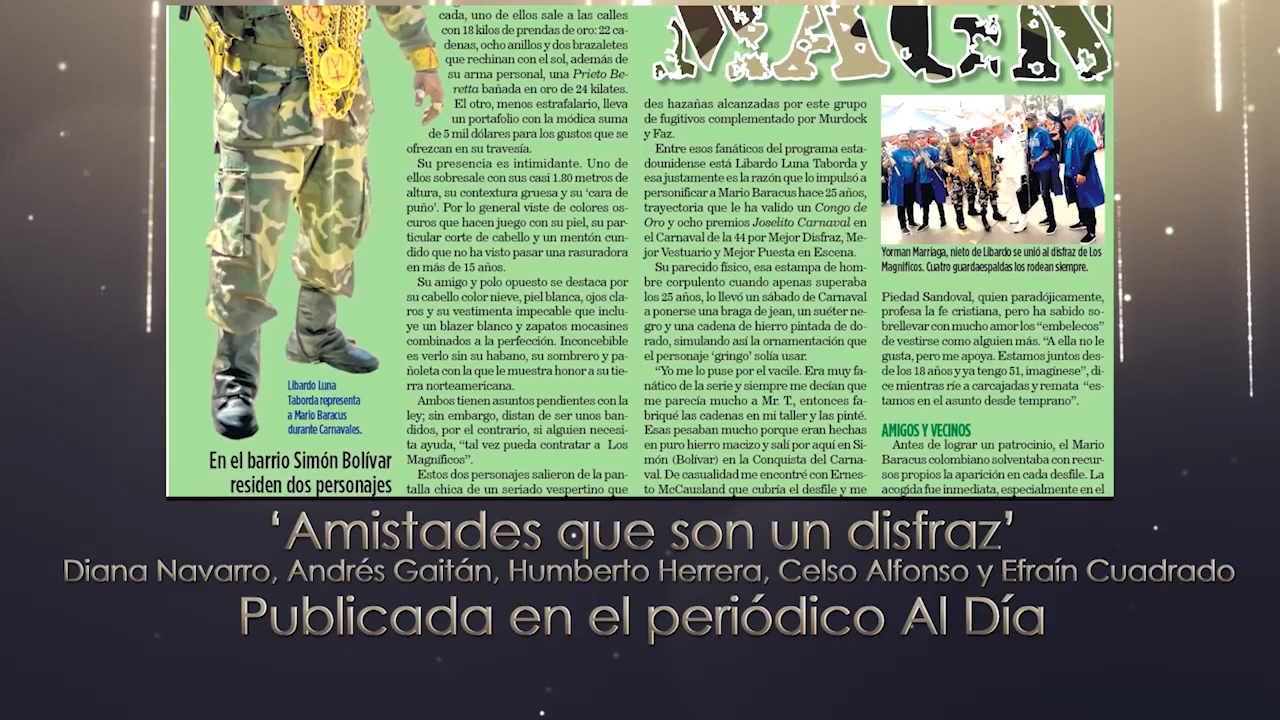 cada, uno de ellos sale a las calles
con 18 kilos de prendas de oro: 22 ca-
denas, ocho anillos y dos brazaletes
que rechinan con el sol, además de
su arma personal, una Prieto Be-
retta bañada en oro de 24 kilates.
El otro, menos estrafalario, lleva
un portafolio con la módica suma
de 5 mil dólares para los gustos que se
ofrezcan en su travesía.
Su presencia es intimidante. Uno de
ellos sobresale con sus casi 1.80 metros de
altura, su contextura gruesa y su ‘cara de
puño’. Por lo general viste de colores os-
curos que hacen juego con su piel, su par-
ticular corte de cabello y un mentón cun-
dido que no ha visto pasar una rasuradora
en más de 15 años.
Su amigo y polo opuesto se destaca por
su cabello color nieve, piel blanca, ojos cla-
ros y su vestimenta impecable que inclu-
ye un blazer blanco y zapatos mocasines
combinados a la perfección. Inconcebible
es verlo sin su habano, su sombrero y pa-
ñoleta con la que le muestra honor a su tie-
rra norteamericana.
Ambos tienen asuntos pendientes con la
ley; sin embargo, distan de ser unos ban-
didos, por el contrario, si alguien necesi-
ta ayuda, “tal vez pueda contratar a Los
Magníficos”.
Estos dos personajes salieron de la pan-
talla chica de un seriado vespertino que
Libardo Luna
Taborda representa
a Mario Baracus
durante Carnavales.
En el barrio Simón Bolívar
residen dos personajes
des hazañas alcanzadas por este grupo
de fugitivos complementado por Murdock
y Faz.
Entre esos fanáticos del programa esta-
dounidense está Libardo Luna Taborda y
esa justamente es la razón que lo impulsó a
personificar a Mario Baracus hace 25 años,
trayectoria que le ha valido un Congo de
Oro y ocho premios Joselito Carnaval en
el Carnaval de la 44 por Mejor Disfraz, Me-
jor Vestuario y Mejor Puesta en Escena.
Su parecido físico, esa estampa de hom-
bre corpulento cuando apenas superaba
los 25 años, lo llevó un sábado de Carnaval
a ponerse una braga de jean, un suéter ne-
gro y una cadena de hierro pintada de do-
rado, simulando así la ornamentación que
el personaje ‘gringo’ solía usar.
“Yo me lo puse por el vacile. Era muy fa-
nático de la serie y siempre me decían que
me parecía mucho a Mr. T., entonces fa-
briqué las cadenas en mi taller y las pinté.
Esas pesaban mucho porque eran hechas
en puro hierro macizo y salí por aquí en Si-
món (Bolívar) en la Conquista del Carna-
val. De casualidad me encontré con Ernes-
to McCausland que cubría el desfile y me
Yorman Marriaga, nieto de Libardo se unió al disfraz de Los
Magníficos. Cuatro guardaespaldas los rodean siempre.
Piedad Sandoval, quien paradójicamente,
profesa la fe cristiana, pero ha sabido so-
brellevar con mucho amor los “embelecos”
de vestirse como alguien más. “A ella no le
gusta, pero me apoya. Estamos juntos des-
de los 18 años y ya tengo 51, imagínese”, di-
ce mientras ríe a carcajadas y remata “es-
tamos en el asunto desde temprano”.
AMIGOS Y VECINOS
Antes de lograr un patrocinio, el Mario
Baracus colombiano solventaba con recur-
sos propios la aparición en cada desfile. La
acogida fue inmediata, especialmente en el
‘Amistades que son un disfraz’
Diana Navarro, Andrés Gaitán, Humberto Herrera, Celso Alfonso y Efraín Cuadrado
Publicada en el periódico Al Día